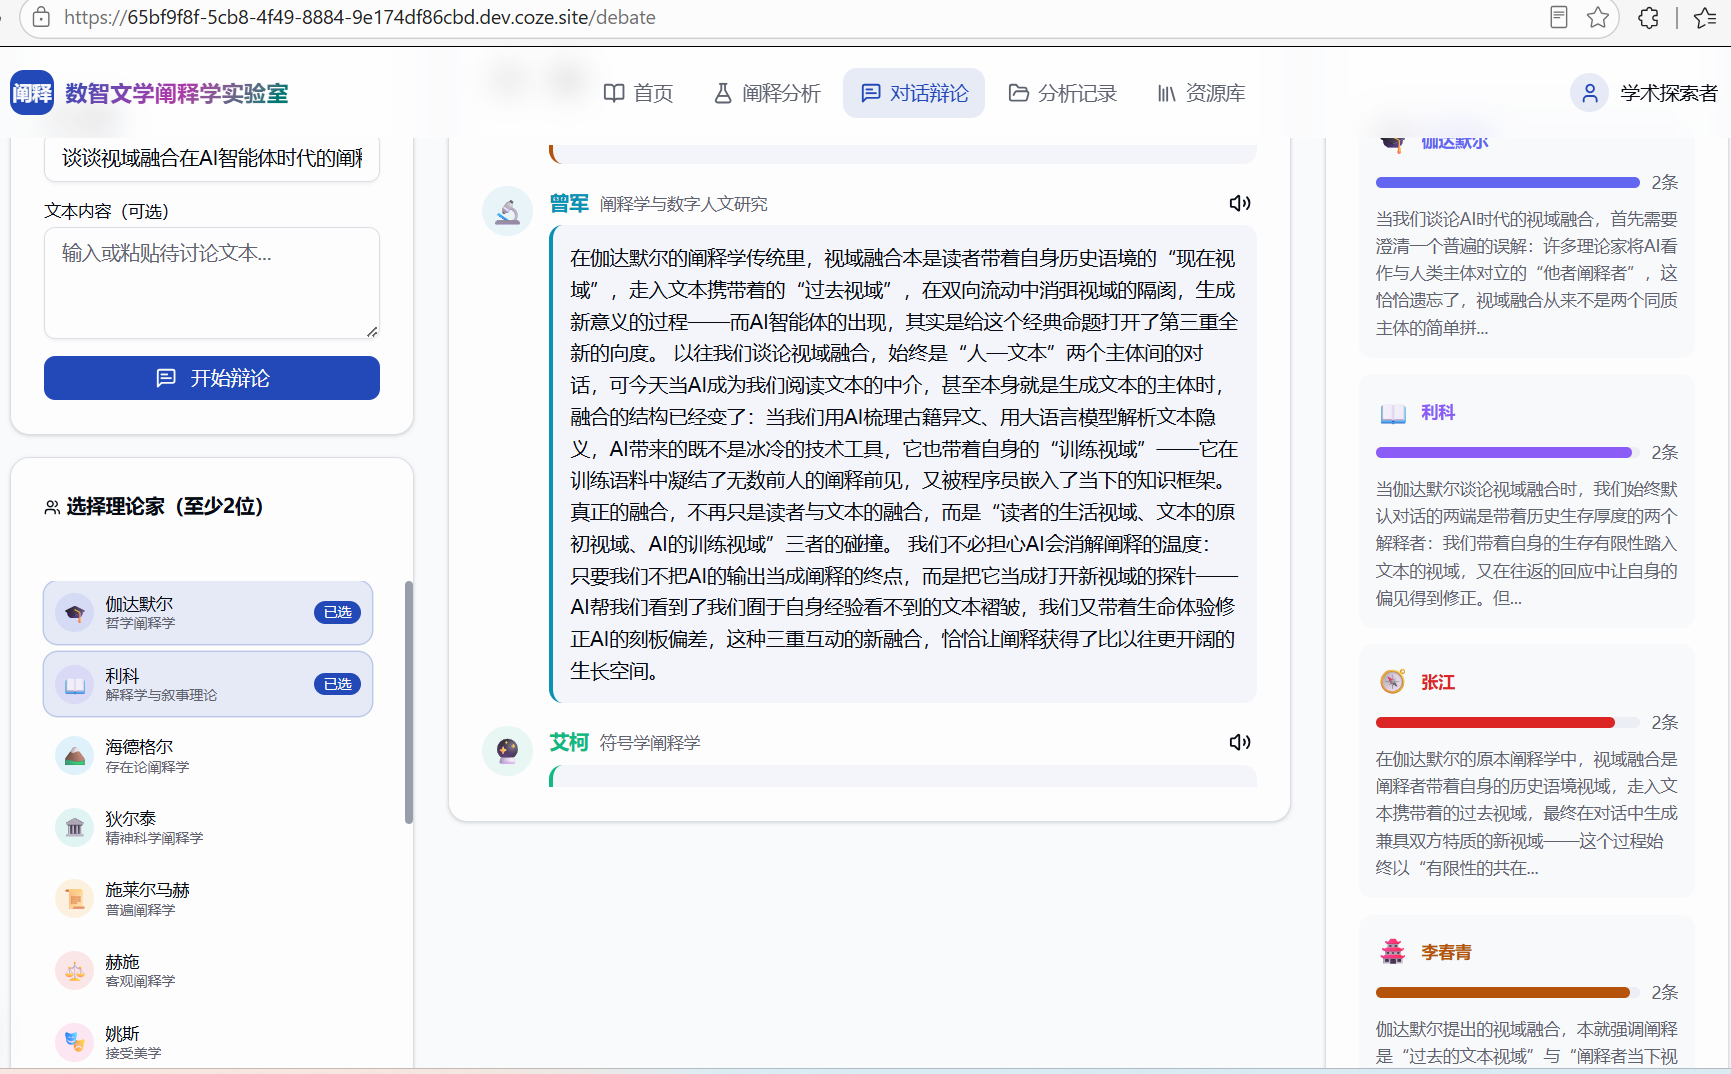 https://65bf9f8f-5cb8-4f49-8884-9e174df86cbd.dev.coze.site/debate
阐释
数智文学阐释学实验室
首页
阐释分析
对话辩论
分析记录
资源库
学术探索者
谈谈视域融合在AI智能体时代的阐释
文本内容（可选）
输入或粘贴待讨论文本...
开始辩论
选择理论家（至少2位）
伽达默尔
哲学阐释学
已选
利科
解释学与叙事理论
已选
海德格尔
存在论阐释学
狄尔泰
精神科学阐释学
施莱尔马赫
普遍阐释学
赫施
客观阐释学
姚斯
接受美学
曾军 阐释学与数字人文研究
在伽达默尔的阐释学传统里，视域融合本是读者带着自身历史语境的“现在视
域”，走入文本携带着的“过去视域”，在双向流动中消弭视域的隔阂，生成
新意义的过程——而AI智能体的出现，其实是给这个经典命题打开了第三重全
新的向度。 以往我们谈论视域融合，始终是“人—文本”两个主体间的对
话，可今天当AI成为我们阅读文本的中介，甚至本身就是生成文本的主体时，
融合的结构已经变了：当我们用AI梳理古籍异文、用大语言模型解析文本隐
义，AI带来的既不是冰冷的技术工具，它也带着自身的“训练视域”——它在
训练语料中凝结了无数前人的阐释前见，又被程序员嵌入了当下的知识框架。
真正的融合，不再只是读者与文本的融合，而是“读者的生活视域、文本的原
初视域、AI的训练视域”三者的碰撞。 我们不必担心AI会消解阐释的温度：
只要我们不把AI的输出当成阐释的终点，而是把它当成打开新视域的探针——
AI帮我们看到了我们囿于自身经验看不到的文本褶皱，我们又带着生命体验修
正AI的刻板偏差，这种三重互动的新融合，恰恰让阐释获得了比以往更开阔的
生长空间。
艾柯 符号学阐释学
伽达默尔
2条
当我们谈论AI时代的视域融合，首先需要
澄清一个普遍的误解：许多理论家将AI看
作与人类主体对立的“他者阐释者”，这
恰恰遗忘了，视域融合从来不是两个同质
主体的简单拼...
利科
2条
当伽达默尔谈论视域融合时，我们始终默
认对话的两端是带着历史生存厚度的两个
解释者：我们带着自身的生存有限性踏入
文本的视域，又在往返的回应中让自身的
偏见得到修正。但...
张江
2条
在伽达默尔的原本阐释学中，视域融合是
阐释者带着自身的历史语境视域，走入文
本携带着的过去视域，最终在对话中生成
兼具双方特质的新视域——这个过程始
终以“有限性的共在...
李春青
2条
伽达默尔提出的视域融合，本就强调阐释
是“过去的文本视域”与“阐释者当下视